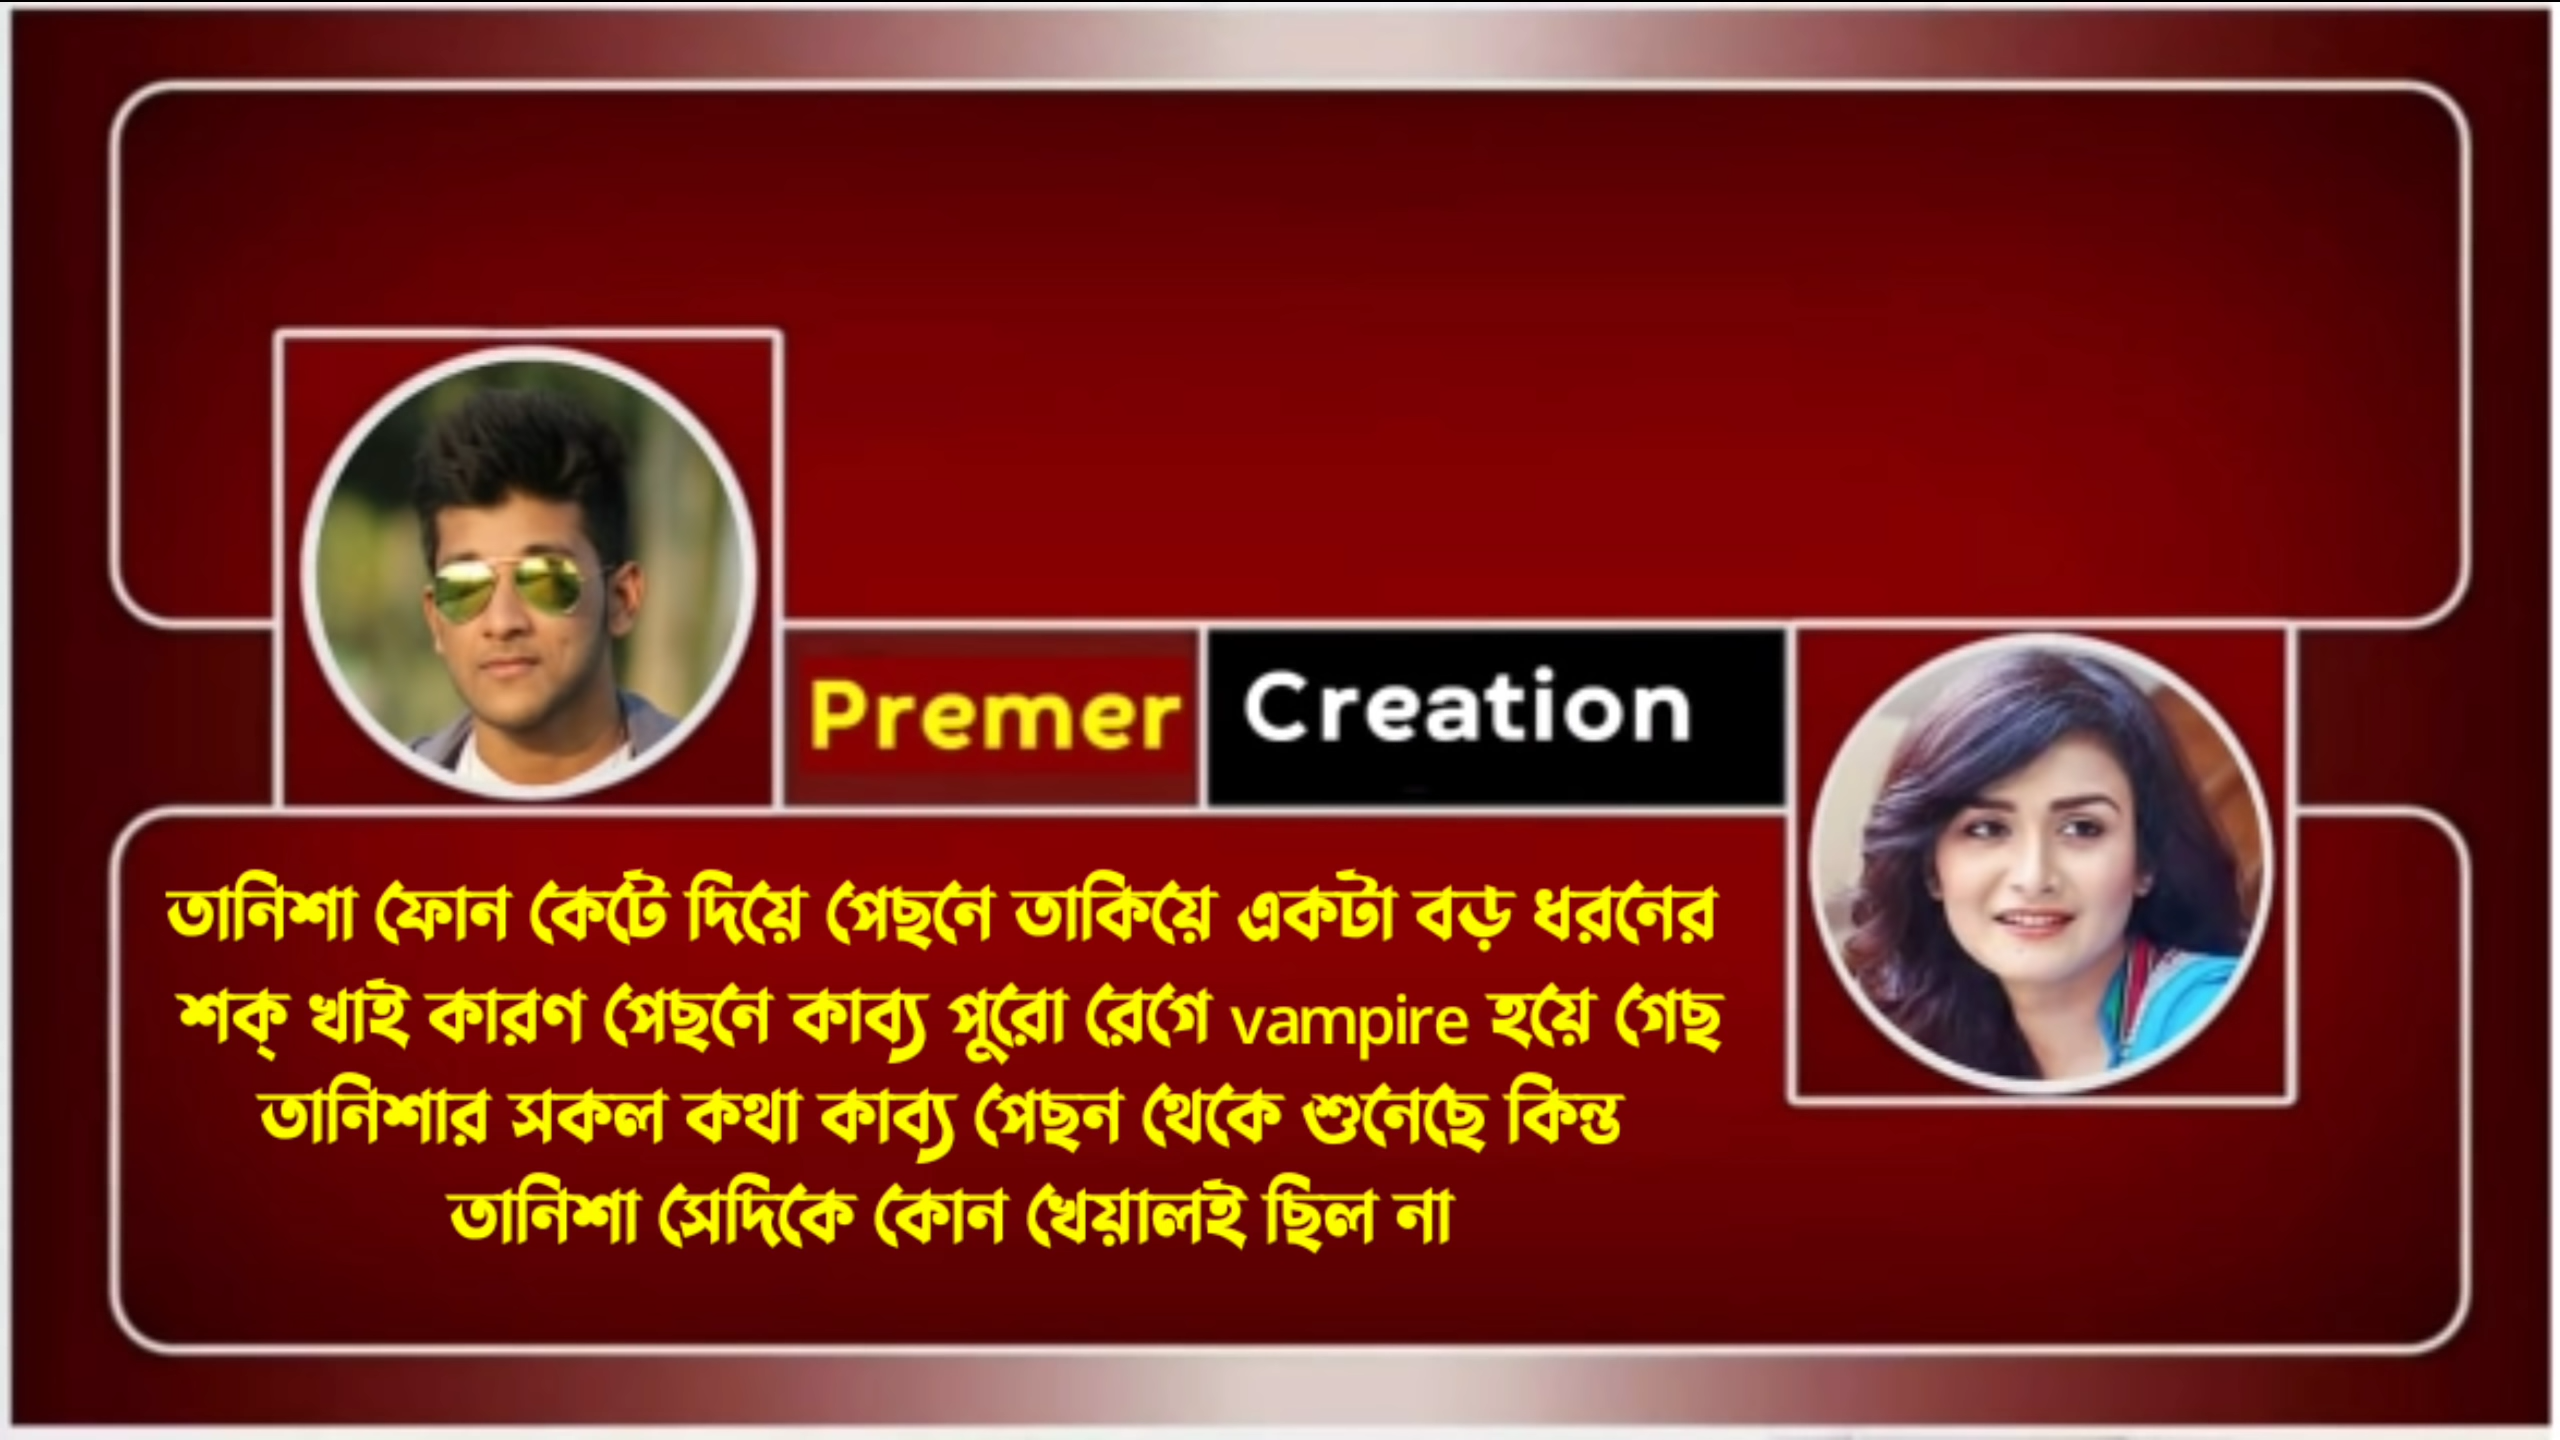 Premer Creation
তানিশা ফোন কেটে দিয়ে পেছনে তাকিয়ে একটা বড় ধরনের
শক্ খাই কারণ পেছনে কাব্য পুরো রেগে vampire হয়ে গেছ
তানিশার সকল কথা কাব্য পেছন থেকে শুনেছে কিন্ত
তানিশা সেদিকে কোন খেয়ালই ছিল না